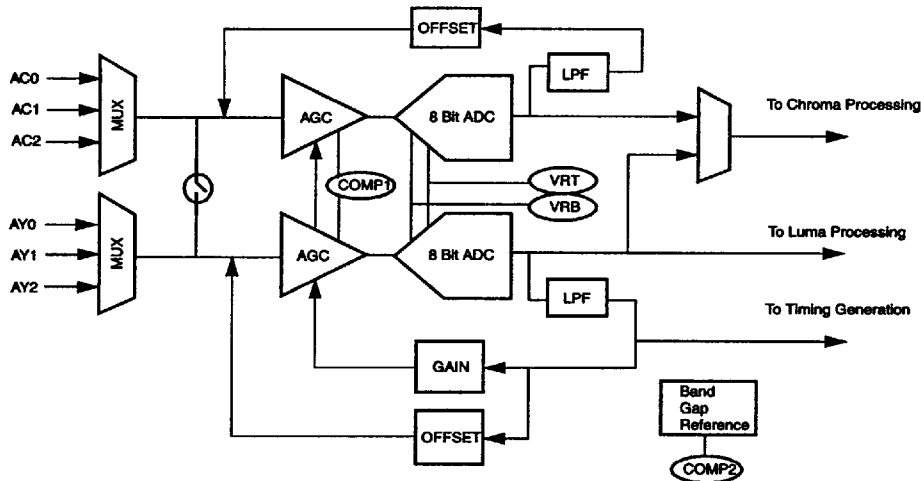 OFFSET
LPF
AC0
AC1
AC2
MUX
AGC
8 Bit ADC
To Chroma Processing
COMP1
VRT
VRB
AY0
AY1
AY2
MUX
AGC
8 Bit ADC
To Luma Processing
LPF
To Timing Generation
GAIN
OFFSET
Band
Gap
Reference
COMP2